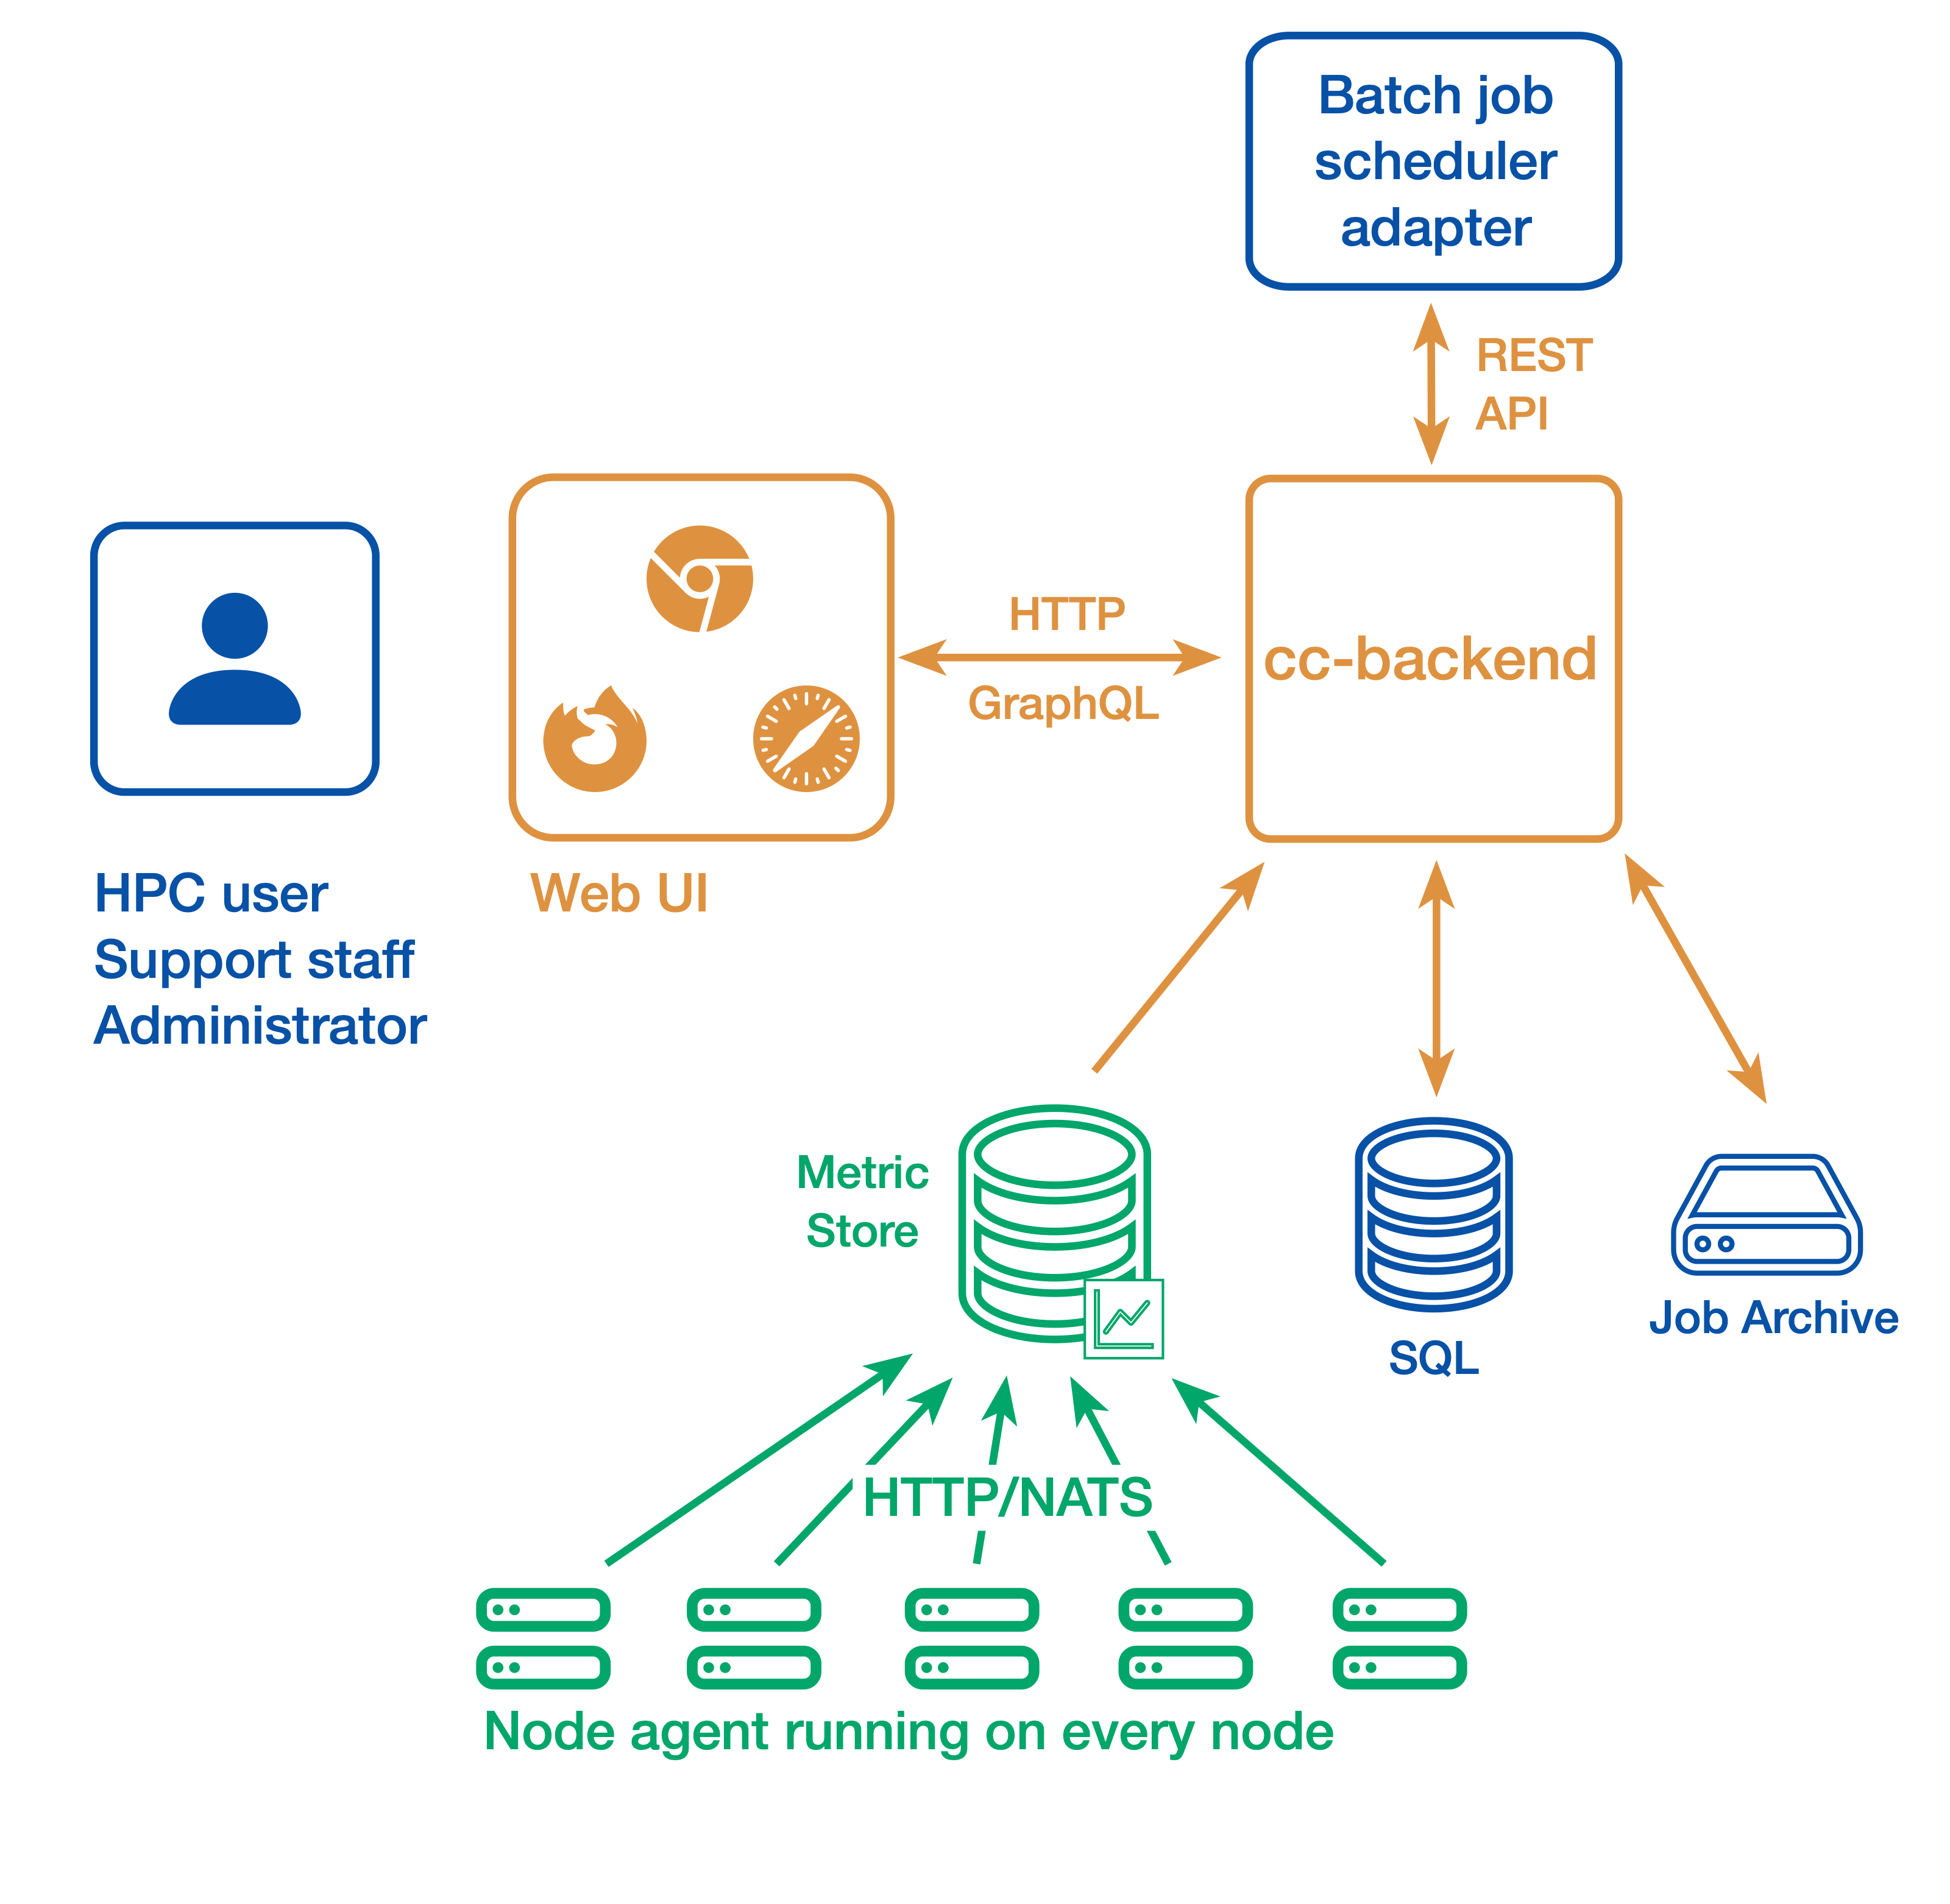 Batch job
scheduler
adapter
REST
API
HTTP
GraphQL
cc-backend
HPC user
Support staff
Administrator
Web UI
Metric
Store
SQL
Job Archive
HTTP/NATS
Node agent running on every node